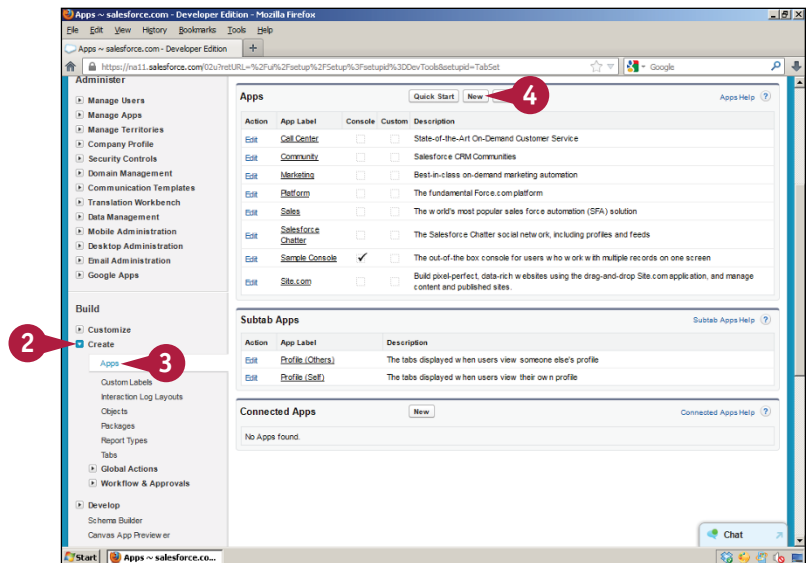 Apps ~ salesforce.com - Developer Edition - Mozilla Firefox
File Edit View History Bookmarks Tools Help
Apps ~ salesforce.com - Developer Edition
https://na11.salesforce.com/02u?retURL=%2Fui%2Fsetup%2FSetup%3Fsetupid%3DDevTools&setupid=TabSet
Google
Administer
Manage Users
Manage Apps
Manage Territories
Company Profile
Security Controls
Domain Management
Communication Templates
Translation Workbench
Data Management
Mobile Administration
Desktop Administration
Email Administration
Google Apps
Build
Customize
2
Create
Apps
3
Custom Labels
Interaction Log Layouts
Objects
Packages
Report Types
Tabs
Global Actions
Workflow & Approvals
Develop
Schema Builder
Canvas App Previewer
Apps Quick Start New 4 Apps Help ?
Action App Label Console Custom Description
Edit Call Center State-of-the-Art On-Demand Customer Service
Edit Community Salesforce CRM Communities
Edit Marketing Best-in-class on-demand marketing automation
Edit Platform The fundamental Force.com platform
Edit Sales The world's most popular sales force automation (SFA) solution
Edit Salesforce Chatter The Salesforce Chatter social network, including profiles and feeds
Edit Sample Console The out-of-the box console for users who work with multiple records on one screen
Edit Site.com Build pixel-perfect, data-rich websites using the drag-and-drop Site.com application, and manage
content and published sites.
Subtab Apps Subtab Apps Help ?
Action App Label Description
Edit Profile (Others) The tabs displayed when users view someone else's profile
Edit Profile (Self) The tabs displayed when users view their own profile
Connected Apps New Connected Apps Help ?
No Apps found.
Chat
Start Apps ~ salesforce.co...